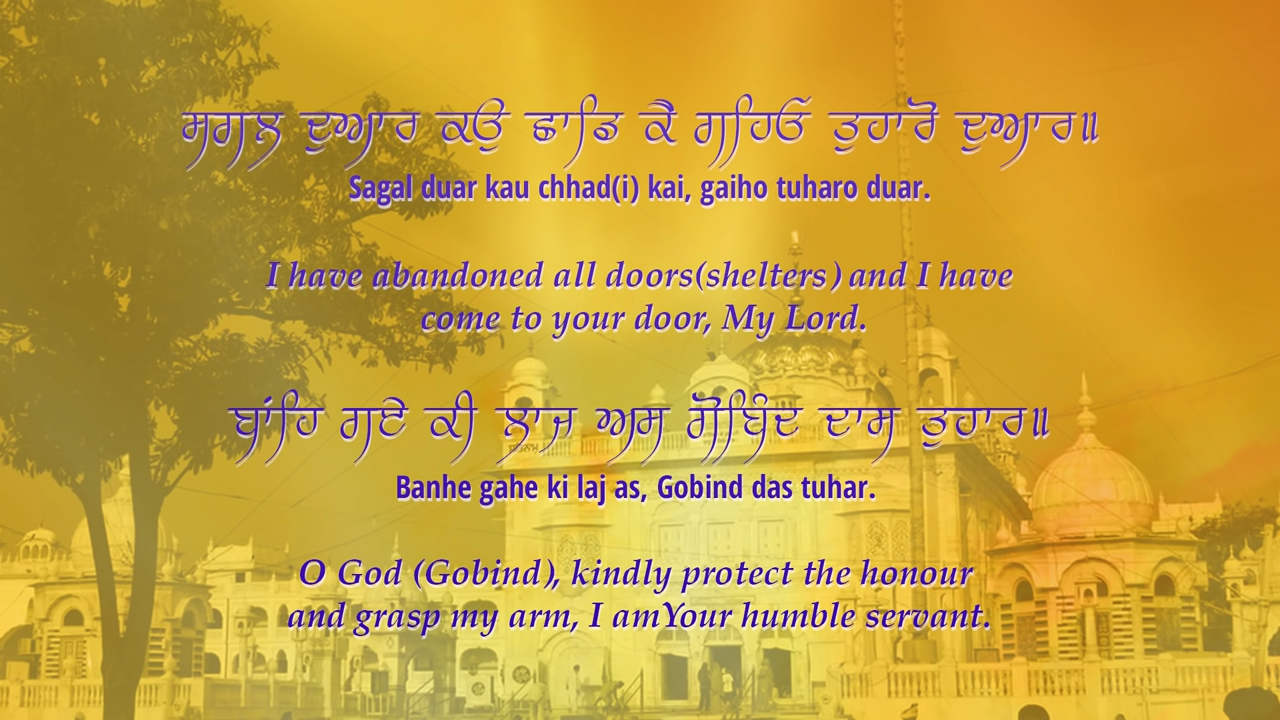 ਸਗਲ ਦੁਆਰ ਕਉ ਛਾਡਿ ਕੈ ਗਹਿਓ ਤੁਹਾਰੋ ਦੁਆਰ॥
Sagal duar kau chhad(i) kai, gaiho tuharo duar.
I have abandoned all doors(shelters) and I have
come to your door, My Lord.
ਬਾਂਹਿ ਗਏ ਕੀ ਲਾਜ ਅਸ ਗੋਬਿੰਦ ਦਾਸ ਤੁਹਾਰ॥
Banhe gahe ki laj as, Gobind das tuhar.
O God (Gobind), kindly protect the honour
and grasp my arm, I amYour humble servant.